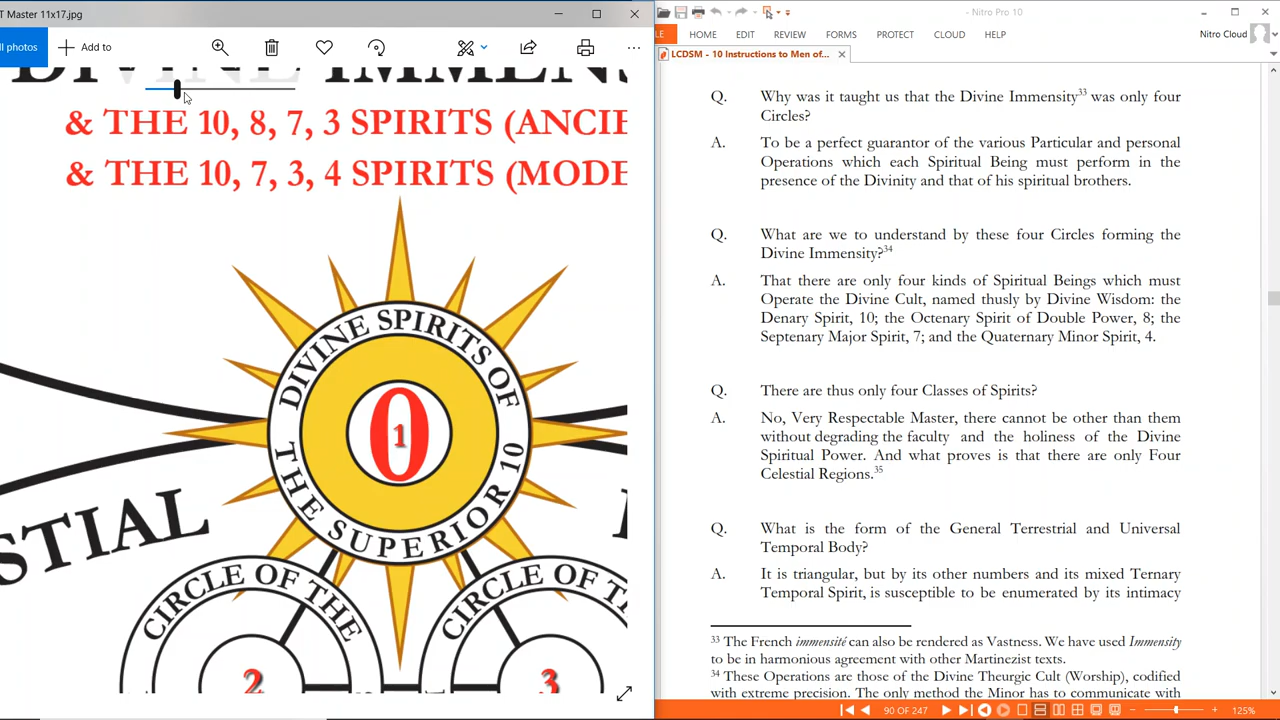 T Master 11x17.jpg
ll photos
Add to
DIVINE IMMENS
& THE 10, 8, 7, 3 SPIRITS (ANCIE
& THE 10, 7, 3, 4 SPIRITS (MODE
DIVINE SPIRITS OF
THE SUPERIOR 10
0
1
STIAL
CIRCLE OF THE
2
CIRCLE OF T
3
- Nitro Pro 10
LE
HOME
EDIT
REVIEW
FORMS
PROTECT
CLOUD
HELP
Nitro Cloud
LCDSM - 10 Instructions to Men of...
Q. Why was it taught us that the Divine Immensity33 was only four
Circles?
A. To be a perfect guarantor of the various Particular and personal
Operations which each Spiritual Being must perform in the
presence of the Divinity and that of his spiritual brothers.
Q. What are we to understand by these four Circles forming the
Divine Immensity?34
A. That there are only four kinds of Spiritual Beings which must
Operate the Divine Cult, named thusly by Divine Wisdom: the
Denary Spirit, 10; the Octenary Spirit of Double Power, 8; the
Septenary Major Spirit, 7; and the Quaternary Minor Spirit, 4.
Q. There are thus only four Classes of Spirits?
A. No, Very Respectable Master, there cannot be other than them
without degrading the faculty and the holiness of the Divine
Spiritual Power. And what proves is that there are only Four
Celestial Regions.35
Q. What is the form of the General Terrestrial and Universal
Temporal Body?
A. It is triangular, but by its other numbers and its mixed Ternary
Temporal Spirit, is susceptible to be enumerated by its intimacy
33 The French immensité can also be rendered as Vastness. We have used Immensity
to be in harmonious agreement with other Martinezist texts.
34 These Operations are those of the Divine Theurgic Cult (Worship), codified
with extreme precision. The only method the Minor has to communicate with
90 OF 247
125%